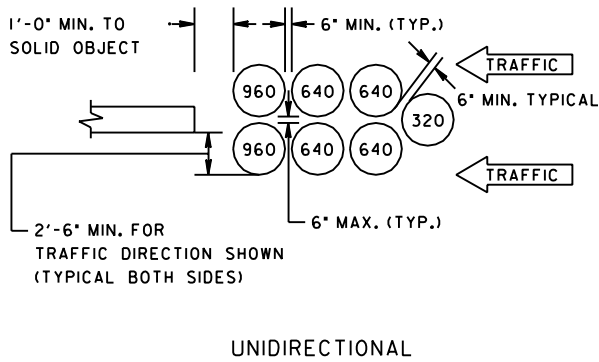 1'-0" MIN. TO
SOLID OBJECT
6" MIN. (TYP.)
TRAFFIC
6" MIN. TYPICAL
960 640 640
320
960 640 640
TRAFFIC
6" MAX. (TYP.)
2'-6" MIN. FOR
TRAFFIC DIRECTION SHOWN
(TYPICAL BOTH SIDES)
UNIDIRECTIONAL